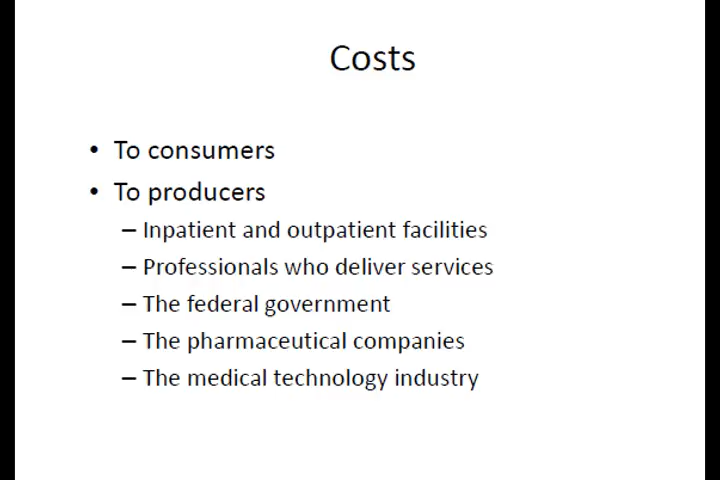 Costs
• To consumers
• To producers
– Inpatient and outpatient facilities
– Professionals who deliver services
– The federal government
– The pharmaceutical companies
– The medical technology industry